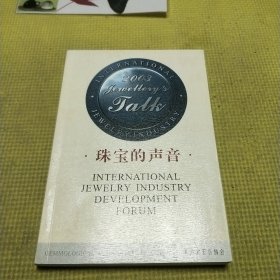 INTERNATIONAL
2003
Jewellery's
Talk
JEWELRY INDUSTRY
·珠宝的声音·
INTERNATIONAL
JEWELRY INDUSTRY
DEVELOPMENT
FORUM